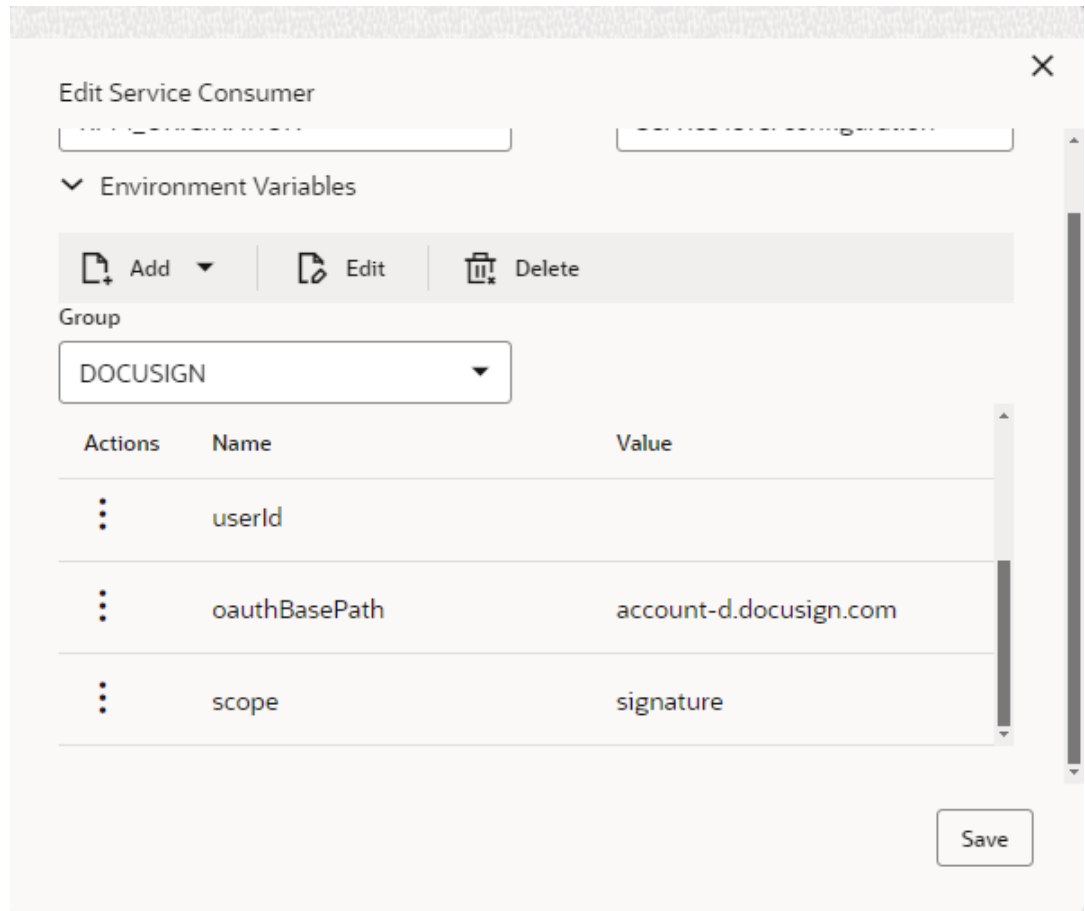 Edit Service Consumer
Environment Variables
Add Edit Delete
Group
DOCUSIGN
Actions Name Value
userId
oauthBasePath account-d.docusign.com
scope signature
Save